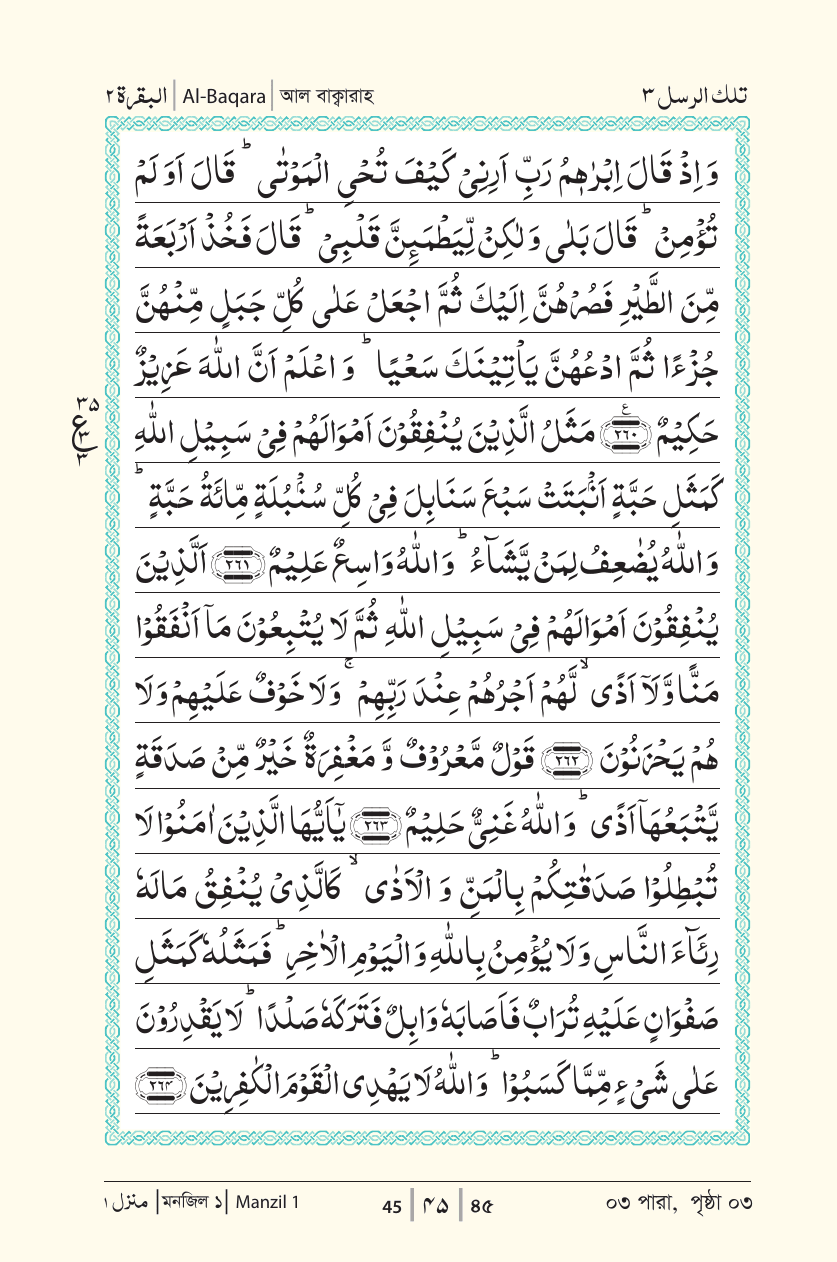 البقرة ٢ | Al-Baqara | আল বাক্বারাহ تلك الرسل ٣
وَاِذْ قَالَ اِبْرٰهٖمُ رَبِّ اَرِنِیْ كَیْفَ تُحْیِ الْمَوْتٰی ؕ قَالَ اَوَ لَمْ
تُؤْمِنْ ؕ قَالَ بَلٰی وَلٰكِنْ لِّیَطْمَىِٕنَّ قَلْبِیْ ؕ قَالَ فَخُذْ اَرْبَعَةً
مِّنَ الطَّیْرِ فَصُرْهُنَّ اِلَیْكَ ثُمَّ اجْعَلْ عَلٰی كُلِّ جَبَلٍ مِّنْهُنَّ
جُزْءًا ثُمَّ ادْعُهُنَّ یَاْتِیْنَكَ سَعْیًا ؕ وَ اعْلَمْ اَنَّ اللّٰهَ عَزِیْزٌ
٣٥ ع ٣ ٣
حَكِیْمٌ ﴿٢٦٠﴾ ع مَثَلُ الَّذِیْنَ یُنْفِقُوْنَ اَمْوَالَهُمْ فِیْ سَبِیْلِ اللّٰهِ
كَمَثَلِ حَبَّةٍ اَنْۢبَتَتْ سَبْعَ سَنَابِلَ فِیْ كُلِّ سُنْۢبُلَةٍ مِّائَةُ حَبَّةٍ ؕ
وَاللّٰهُ یُضٰعِفُ لِمَنْ یَّشَآءُ ؕ وَاللّٰهُ وَاسِعٌ عَلِیْمٌ ﴿٢٦١﴾ اَلَّذِیْنَ
یُنْفِقُوْنَ اَمْوَالَهُمْ فِیْ سَبِیْلِ اللّٰهِ ثُمَّ لَا یُتْبِعُوْنَ مَاۤ اَنْفَقُوْا
مَنًّا وَّلَاۤ اَذًی ۙ لَّهُمْ اَجْرُهُمْ عِنْدَ رَبِّهِمْ ۚ وَلَا خَوْفٌ عَلَیْهِمْ وَلَا
هُمْ یَحْزَنُوْنَ ﴿٢٦٢﴾ قَوْلٌ مَّعْرُوْفٌ وَّ مَغْفِرَةٌ خَیْرٌ مِّنْ صَدَقَةٍ
یَّتْبَعُهَاۤ اَذًی ؕ وَاللّٰهُ غَنِیٌّ حَلِیْمٌ ﴿٢٦٣﴾ یٰۤاَیُّهَا الَّذِیْنَ اٰمَنُوْا لَا
تُبْطِلُوْا صَدَقٰتِكُمْ بِالْمَنِّ وَ الْاَذٰی ۙ كَالَّذِیْ یُنْفِقُ مَالَهٗ
رِئَآءَ النَّاسِ وَلَا یُؤْمِنُ بِاللّٰهِ وَالْیَوْمِ الْاٰخِرِ ؕ فَمَثَلُهٗ كَمَثَلِ
صَفْوَانٍ عَلَیْهِ تُرَابٌ فَاَصَابَهٗ وَابِلٌ فَتَرَكَهٗ صَلْدًا ؕ لَا یَقْدِرُوْنَ
عَلٰی شَیْءٍ مِّمَّا كَسَبُوْا ؕ وَاللّٰهُ لَا یَهْدِی الْقَوْمَ الْكٰفِرِیْنَ ﴿٢٦٤﴾
منزل ١ | মনজিল ১ | Manzil 1 45 | ۴۵ | ৪৫ ০৩ পারা, পৃষ্ঠা ০৩